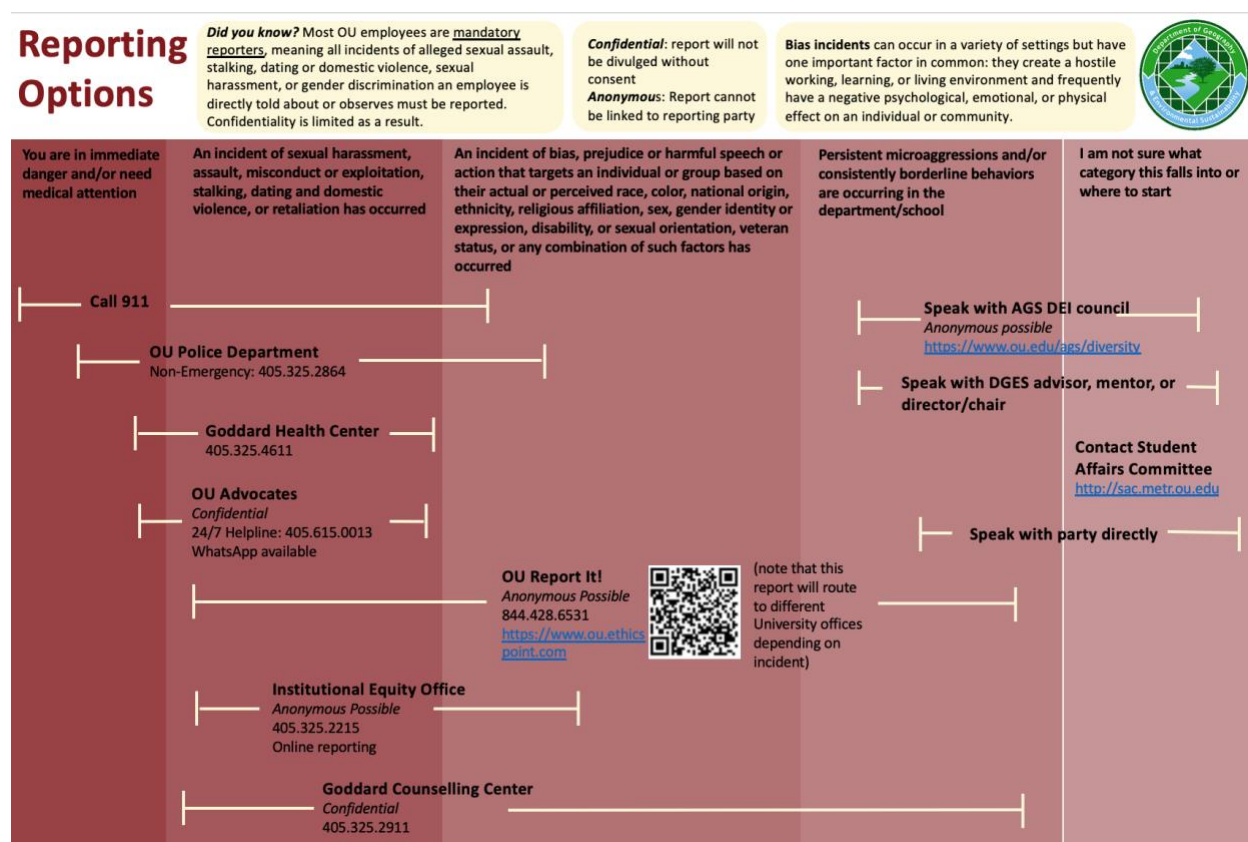 Reporting
Options
Did you know? Most OU employees are mandatory
reporters, meaning all incidents of alleged sexual assault,
stalking, dating or domestic violence, sexual
harassment, or gender discrimination an employee is
directly told about or observes must be reported.
Confidentiality is limited as a result.
Confidential: report will not
be divulged without
consent
Anonymous: Report cannot
be linked to reporting party
Bias incidents can occur in a variety of settings but have
one important factor in common: they create a hostile
working, learning, or living environment and frequently
have a negative psychological, emotional, or physical
effect on an individual or community.
Department of Geography
& Environmental Sustainability
You are in immediate
danger and/or need
medical attention
An incident of sexual harassment,
assault, misconduct or exploitation,
stalking, dating and domestic
violence, or retaliation has occurred
An incident of bias, prejudice or harmful speech or
action that targets an individual or group based on
their actual or perceived race, color, national origin,
ethnicity, religious affiliation, sex, gender identity or
expression, disability, or sexual orientation, veteran
status, or any combination of such factors has
occurred
Persistent microaggressions and/or
consistently borderline behaviors
are occurring in the
department/school
I am not sure what
category this falls into or
where to start
Call 911
OU Police Department
Non-Emergency: 405.325.2864
Goddard Health Center
405.325.4611
OU Advocates
Confidential
24/7 Helpline: 405.615.0013
WhatsApp available
Speak with AGS DEI council
Anonymous possible
https://www.ou.edu/ags/diversity
Speak with DGES advisor, mentor, or
director/chair
Contact Student
Affairs Committee
http://sac.metr.ou.edu
Speak with party directly
OU Report It!
Anonymous Possible
844.428.6531
https://www.ou.ethics
point.com
(note that this
report will route
to different
University offices
depending on
incident)
Institutional Equity Office
Anonymous Possible
405.325.2215
Online reporting
Goddard Counselling Center
Confidential
405.325.2911